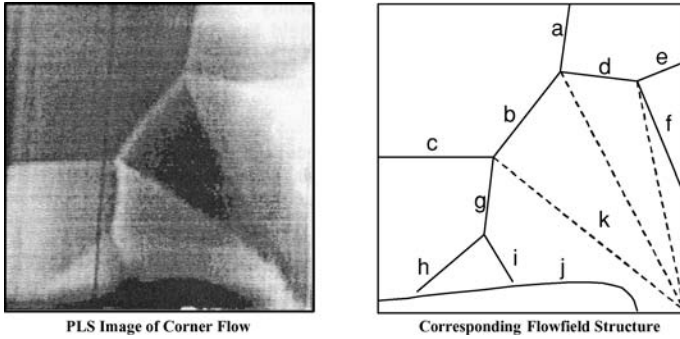 a
e
d
b
f
c
g
k
h
i
j
PLS Image of Corner Flow
Corresponding Flowfield Structure